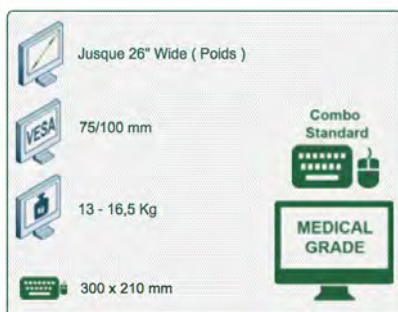 Jusque 26" Wide ( Poids )
VESA
75/100 mm
13 - 16,5 Kg
300 x 210 mm
Combo
Standard
MEDICAL
GRADE